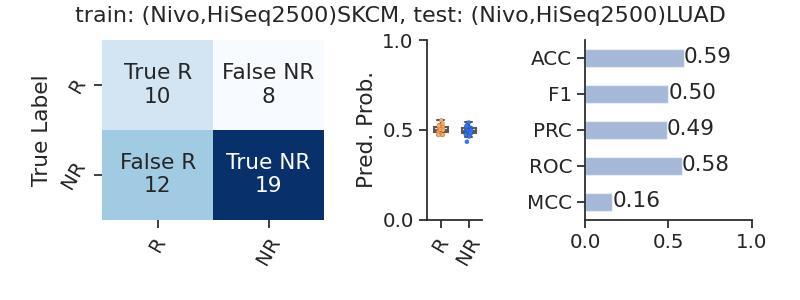 train: (Nivo,HiSeq2500)SKCM, test: (Nivo,HiSeq2500)LUAD
True Label
R
NR
True R
10
False NR
8
False R
12
True NR
19
R
NR
Pred. Prob.
1.0
0.5
0.0
R
NR
ACC
0.59
F1
0.50
PRC
0.49
ROC
0.58
MCC
0.16
0.0
0.5
1.0